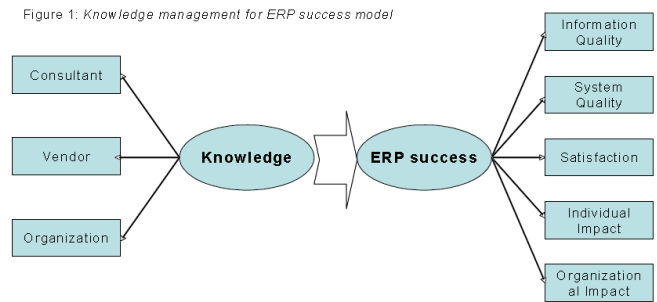 Figure 1: Knowledge management for ERP success model
Consultant
Vendor
Organization
Knowledge
ERP success
Information
Quality
System
Quality
Satisfaction
Individual
Impact
Organization
al Impact